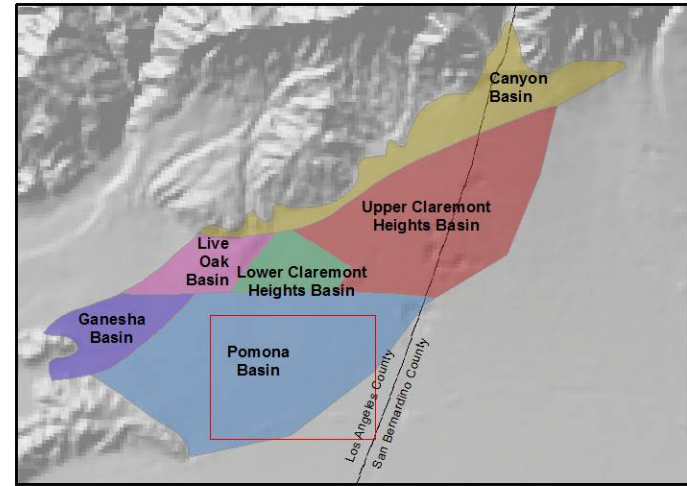 Canyon
Basin
Upper Claremont
Heights Basin
Live
Oak
Basin
Lower Claremont
Heights Basin
Ganesha
Basin
Pomona
Basin
Los Angeles County
San Bernardino County